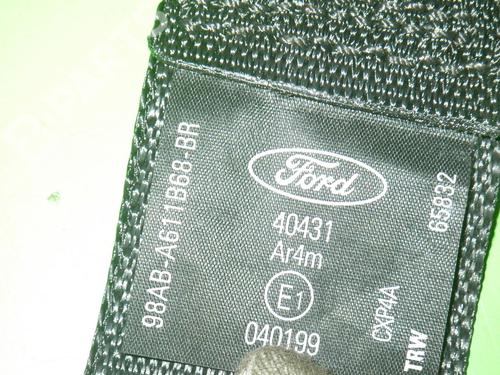 98AB-A611B68-BR
Ford
40431
Ar4m
E1
040199
65832
CXP4A
TRW